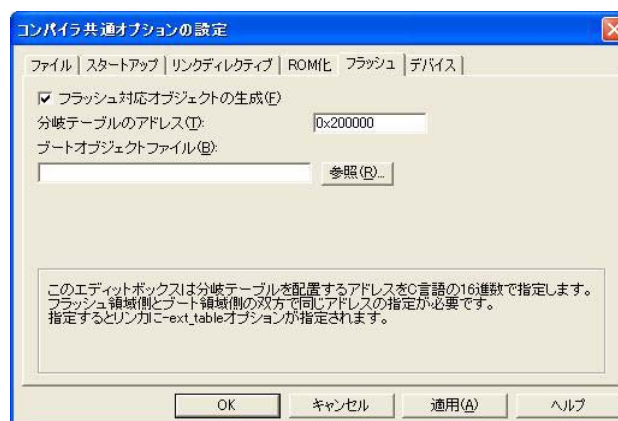 コンパイラ共通オプションの設定
ファイル スタートアップ リンクディレクティブ ROM化 フラッシュ デバイス
フラッシュ対応オブジェクトの生成(F)
分岐テーブルのアドレス(T): 0x200000
ブートオブジェクトファイル(B):
参照(R)...
このエディットボックスは分岐テーブルを配置するアドレスをC言語の16進数で指定します。
フラッシュ領域側とブート領域側の双方で同じアドレスの指定が必要です。
指定するとリンカに-ext_tableオプションが指定されます。
OK キャンセル 適用(A) ヘルプ